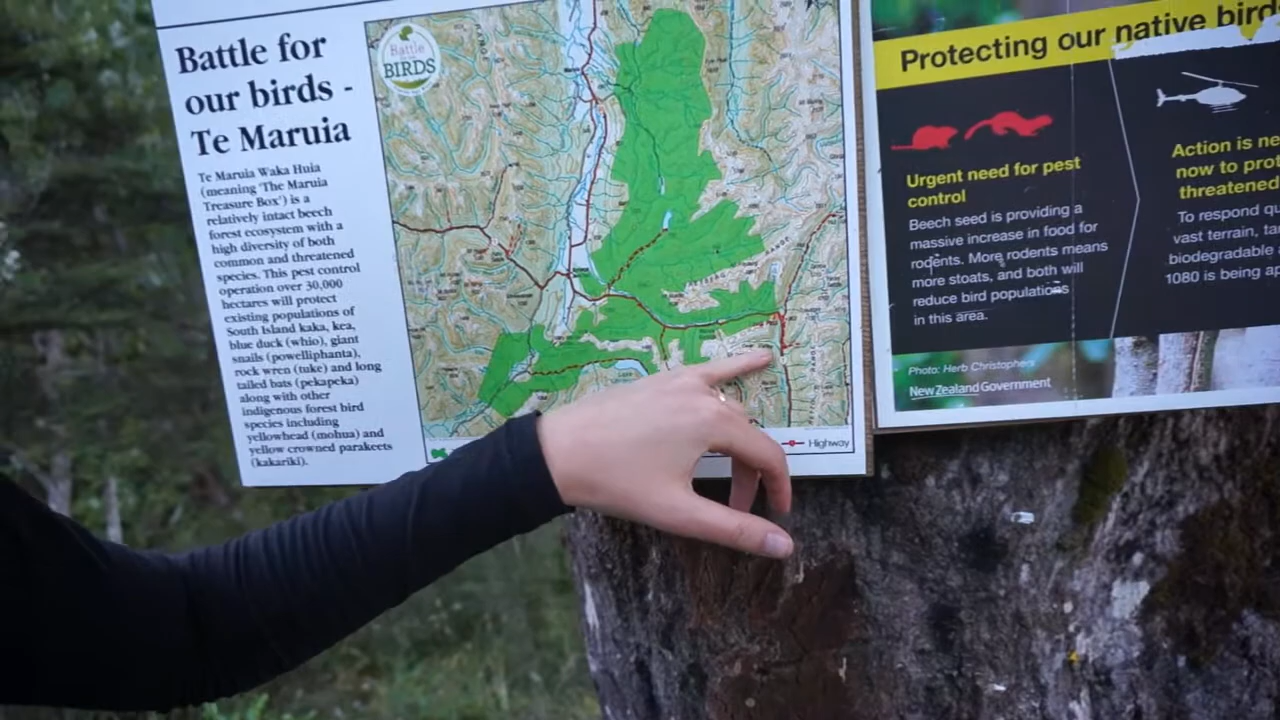 Battle for
our birds -
Te Maruia
Te Maruia Waka Huia
(meaning 'The Maruia
Treasure Box') is a
relatively intact beech
forest ecosystem with a
high diversity of both
common and threatened
species. This pest control
operation over 30,000
hectares will protect
existing populations of
South Island kaka, kea,
blue duck (whio), giant
snails (powelliphanta),
rock wren (tuke) and long
tailed bats (pekapeka)
along with other
indigenous forest bird
species including
yellowhead (mohua) and
yellow crowned parakeets
(kakariki).
Battle
BIRDS
Highway
Protecting our native bird
Urgent need for pest
control
Beech seed is providing a
massive increase in food for
rodents. More rodents means
more stoats, and both will
reduce bird populations
in this area.
Photo: Herb Christophers
New Zealand Government
Action is ne
now to prot
threatened
To respond qu
vast terrain, ta
biodegradable
1080 is being ap